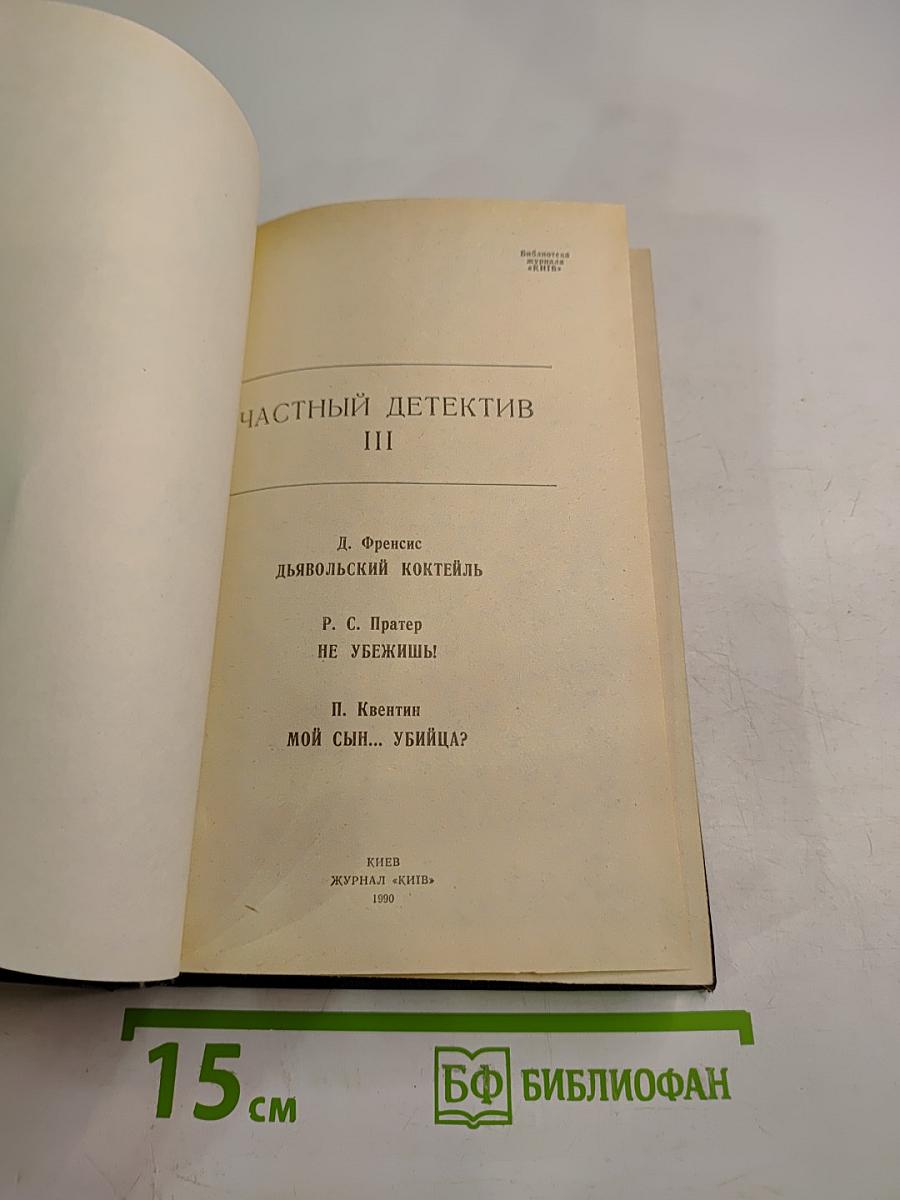 Библиотека
журнала
«КИЇВ»
ЧАСТНЫЙ ДЕТЕКТИВ
III
Д. Френсис
ДЬЯВОЛЬСКИЙ КОКТЕЙЛЬ
Р. С. Пратер
НЕ УБЕЖИШЬ!
П. Квентин
МОЙ СЫН... УБИЙЦА?
КИЕВ
ЖУРНАЛ «КИЇВ»
1990
15 см
БФ БИБЛИОФАН